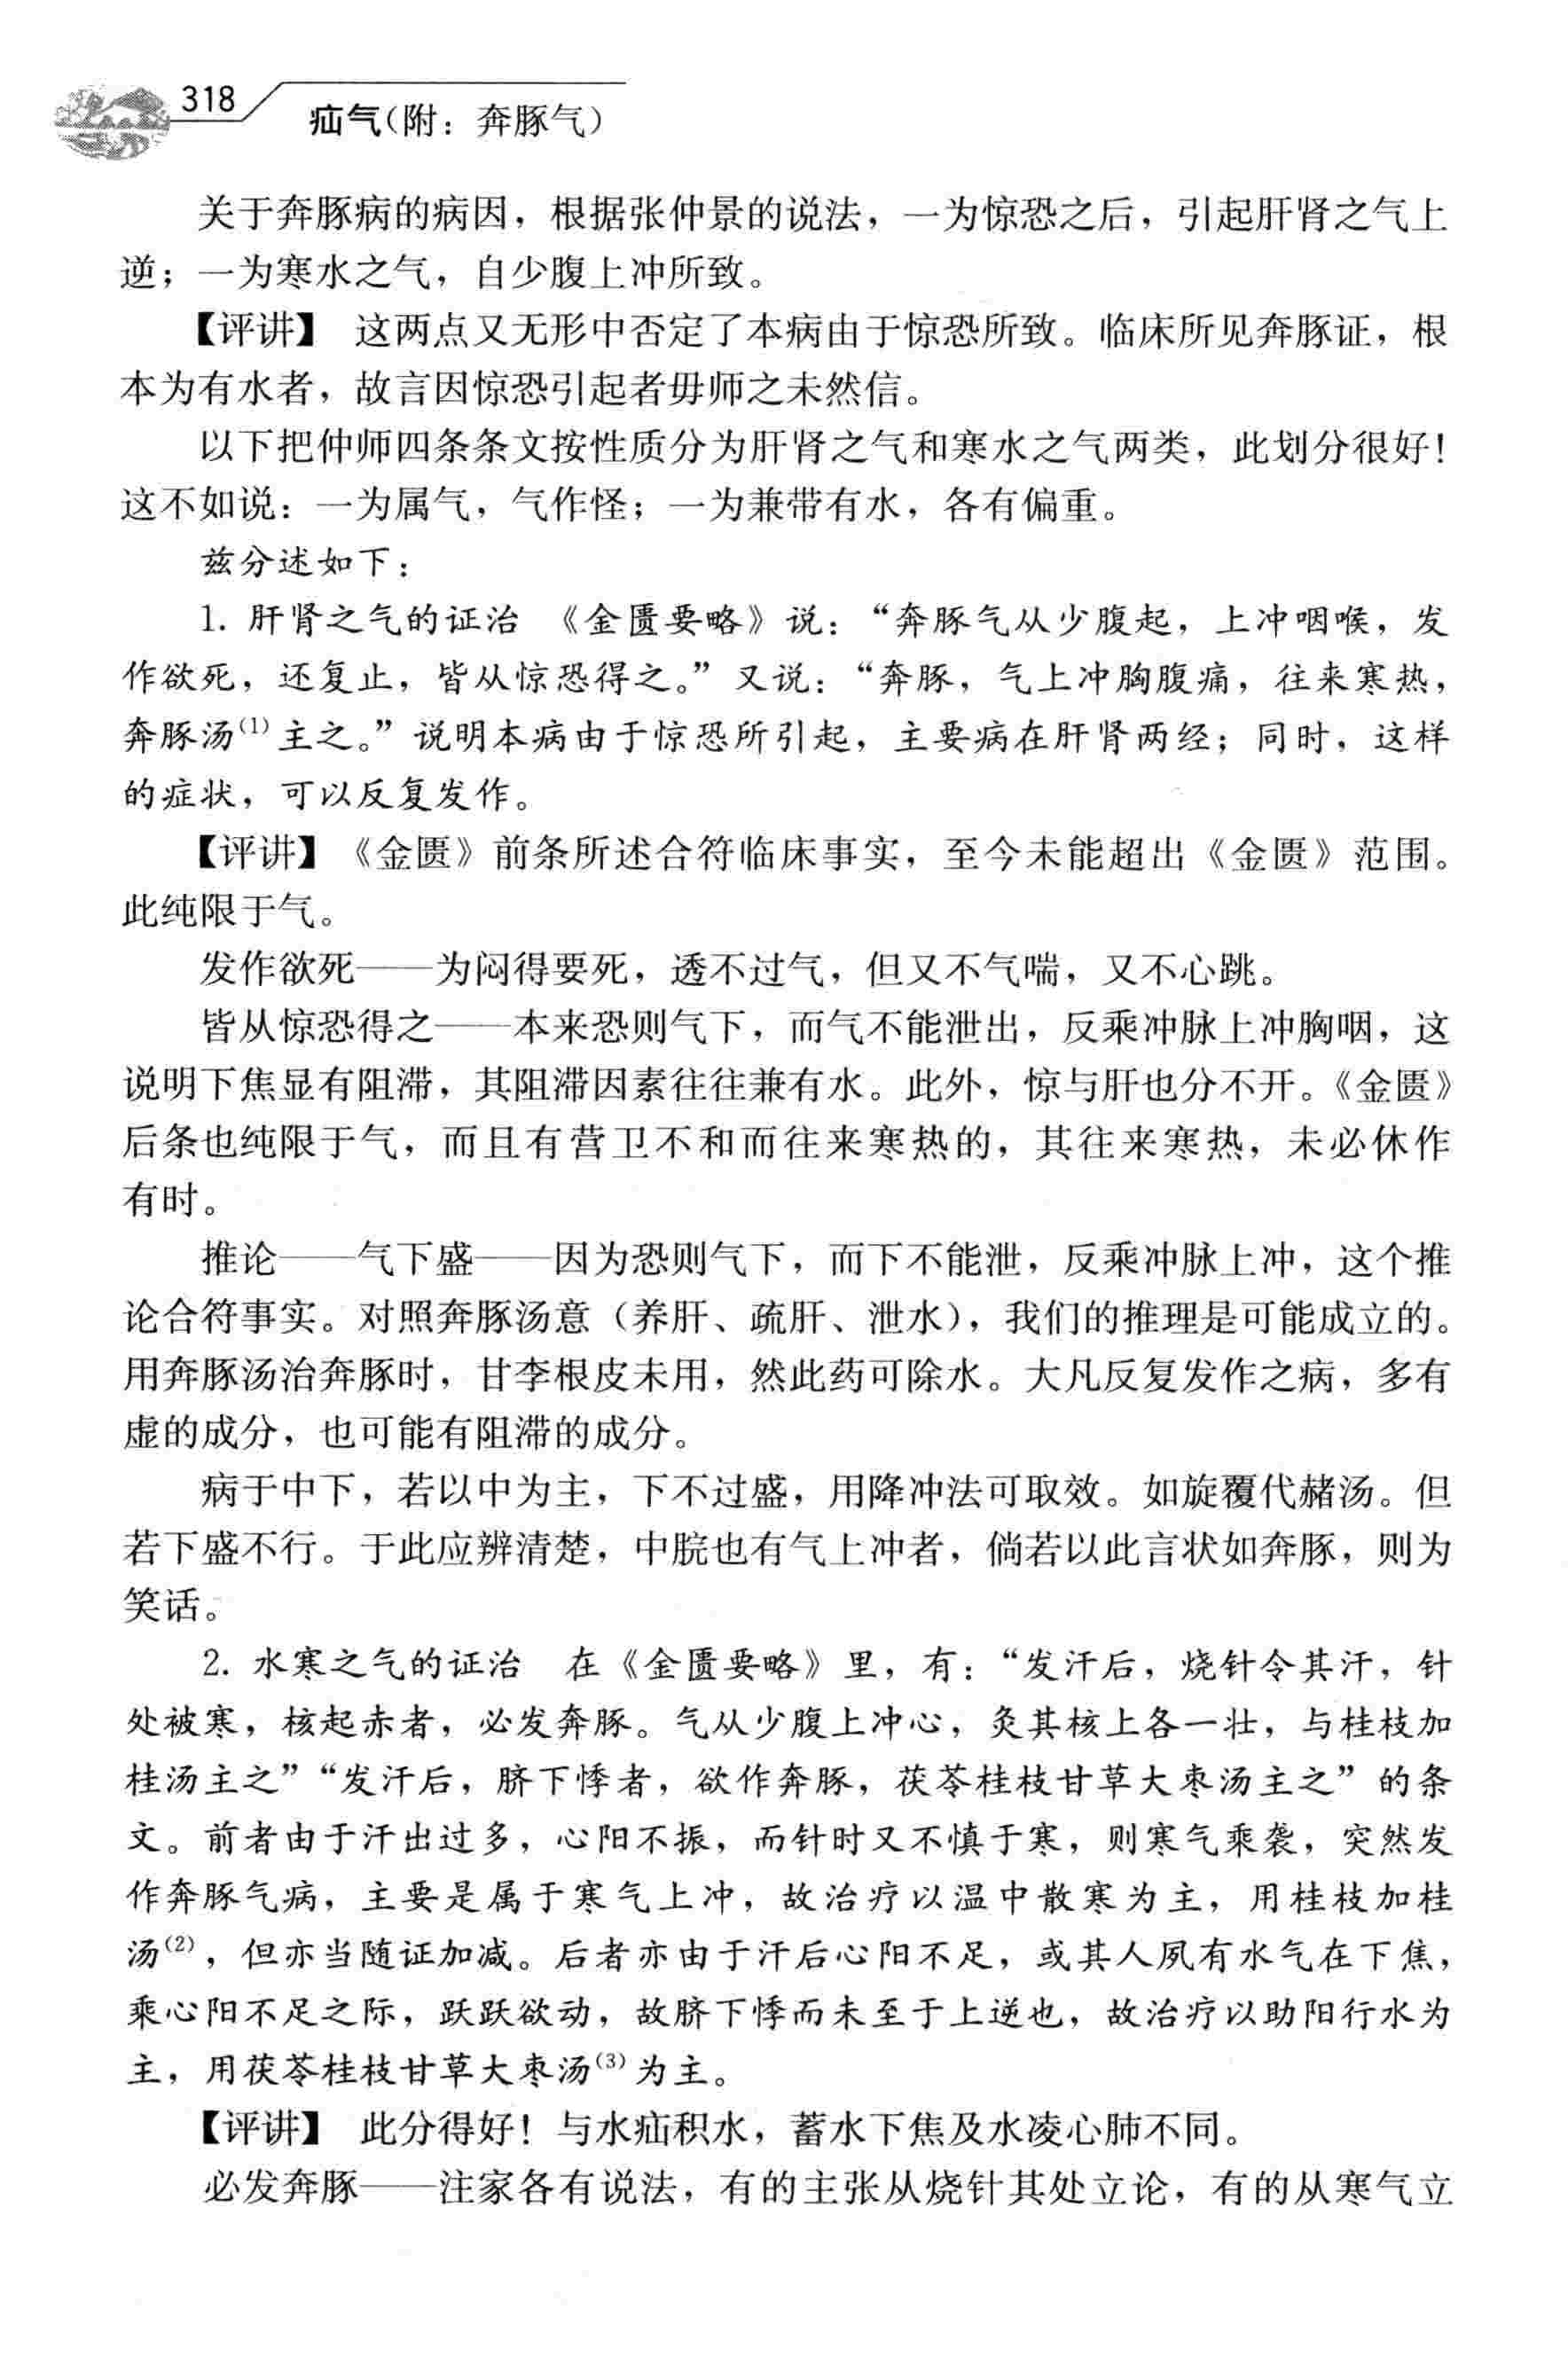 318
疝气(附：奔豚气)
关于奔豚病的病因，根据张仲景的说法，一为惊恐之后，引起肝肾之气上
逆；一为寒水之气，自少腹上冲所致。
【评讲】 这两点又无形中否定了本病由于惊恐所致。临床所见奔豚证，根
本为有水者，故言因惊恐引起者毋师之未然信。
以下把仲师四条条文按性质分为肝肾之气和寒水之气两类，此划分很好！
这不如说：一为属气，气作怪；一为兼带有水，各有偏重。
兹分述如下：
1. 肝肾之气的证治 《金匮要略》说：“奔豚气从少腹起，上冲咽喉，发
作欲死，还复止，皆从惊恐得之。”又说：“奔豚，气上冲胸腹痛，往来寒热，
奔豚汤⁽¹⁾主之。”说明本病由于惊恐所引起，主要病在肝肾两经；同时，这样
的症状，可以反复发作。
【评讲】《金匮》前条所述合符临床事实，至今未能超出《金匮》范围。
此纯限于气。
发作欲死——为闷得要死，透不过气，但又不气喘，又不心跳。
皆从惊恐得之——本来恐则气下，而气不能泄出，反乘冲脉上冲胸咽，这
说明下焦显有阻滞，其阻滞因素往往兼有水。此外，惊与肝也分不开。《金匮》
后条也纯限于气，而且有营卫不和而往来寒热的，其往来寒热，未必休作
有时。
推论——气下盛——因为恐则气下，而下不能泄，反乘冲脉上冲，这个推
论合符事实。对照奔豚汤意（养肝、疏肝、泄水），我们的推理是可能成立的。
用奔豚汤治奔豚时，甘李根皮未用，然此药可除水。大凡反复发作之病，多有
虚的成分，也可能有阻滞的成分。
病于中下，若以中为主，下不过盛，用降冲法可取效。如旋覆代赭汤。但
若下盛不行。于此应辨清楚，中脘也有气上冲者，倘若以此言状如奔豚，则为
笑话。
2. 水寒之气的证治 在《金匮要略》里，有：“发汗后，烧针令其汗，针
处被寒，核起赤者，必发奔豚。气从少腹上冲心，灸其核上各一壮，与桂枝加
桂汤主之”“发汗后，脐下悸者，欲作奔豚，茯苓桂枝甘草大枣汤主之”的条
文。前者由于汗出过多，心阳不振，而针时又不慎于寒，则寒气乘袭，突然发
作奔豚气病，主要是属于寒气上冲，故治疗以温中散寒为主，用桂枝加桂
汤⁽²⁾，但亦当随证加减。后者亦由于汗后心阳不足，或其人夙有水气在下焦，
乘心阳不足之际，跃跃欲动，故脐下悸而未至于上逆也，故治疗以助阳行水为
主，用茯苓桂枝甘草大枣汤⁽³⁾为主。
【评讲】 此分得好！与水疝积水，蓄水下焦及水凌心肺不同。
必发奔豚——注家各有说法，有的主张从烧针其处立论，有的从寒气立